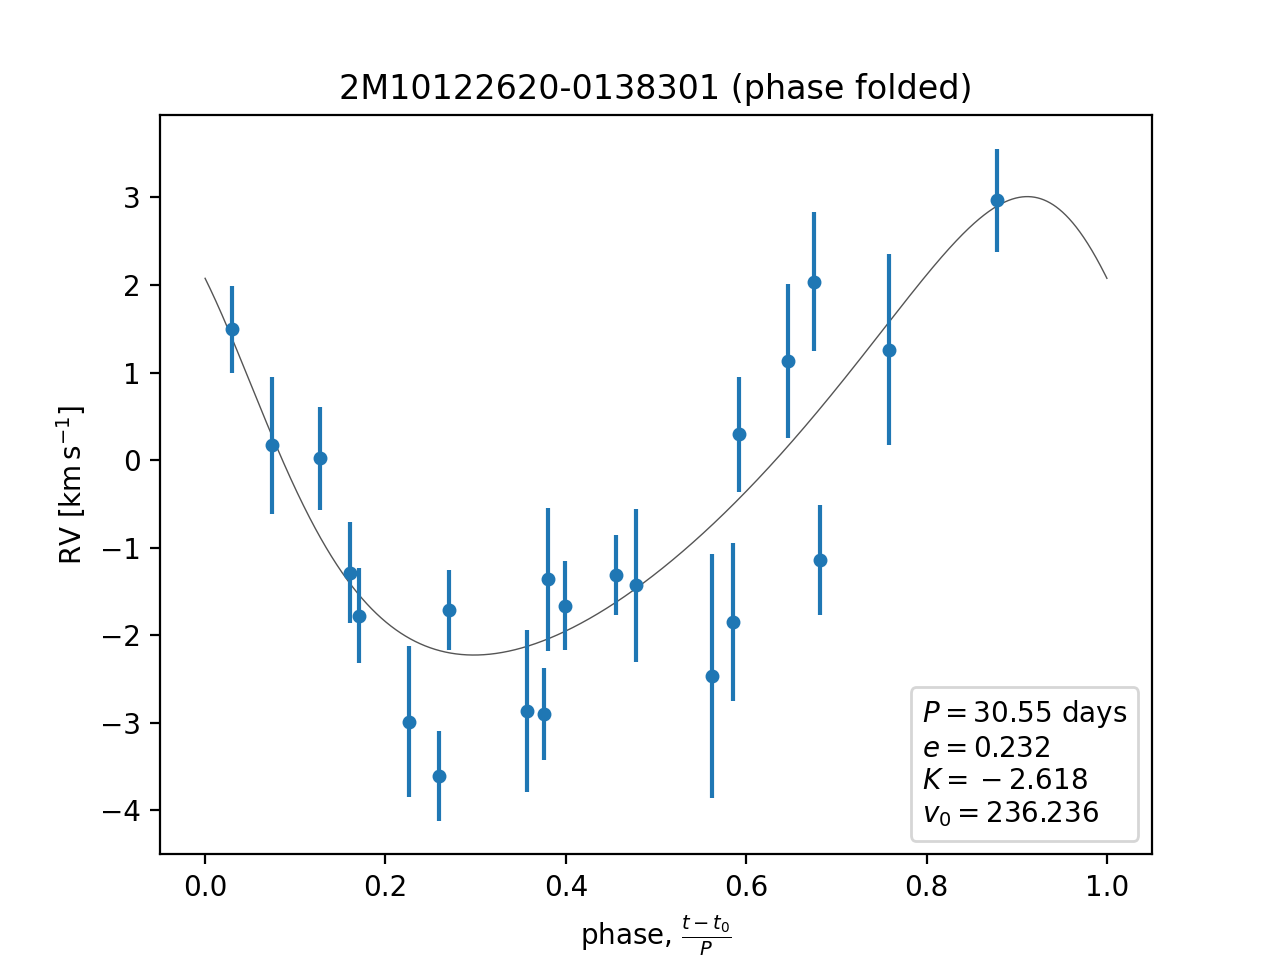 2M10122620-0138301 (phase folded)
RV [km s⁻¹]
3
2
1
0
−1
−2
−3
−4
P = 30.55 days
e = 0.232
K = −2.618
v₀ = 236.236
0.0 0.2 0.4 0.6 0.8 1.0
phase, (t − t₀)/P